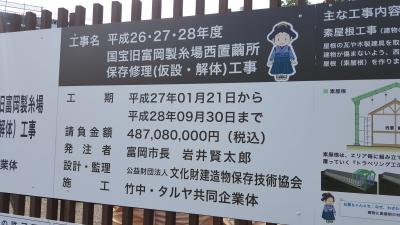 工事名 平成26・27・28年度
国宝旧富岡製糸場西置繭所
保存修理(仮設・解体)工事
工期 平成27年01月21日から
平成28年09月30日まで
請負金額 487,080,000円(税込)
発注者 富岡市長 岩井賢太郎
設計・監理 公益財団法人 文化財建造物保存技術協会
施工 竹中・タルヤ共同企業体
旧富岡製糸場
解体)工事
業体
主な工事内容
素屋根工事
素屋根